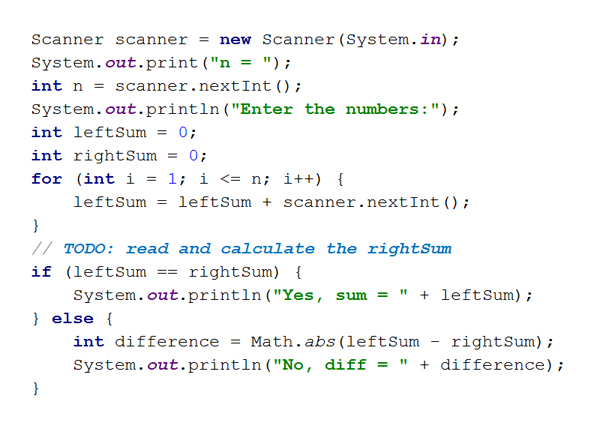 Scanner scanner = new Scanner(System.in);
System.out.print("n = ");
int n = scanner.nextInt();
System.out.println("Enter the numbers:");
int leftSum = 0;
int rightSum = 0;
for (int i = 1; i <= n; i++) {
    leftSum = leftSum + scanner.nextInt();
}
// TODO: read and calculate the rightSum
if (leftSum == rightSum) {
    System.out.println("Yes, sum = " + leftSum);
} else {
    int difference = Math.abs(leftSum - rightSum);
    System.out.println("No, diff = " + difference);
}